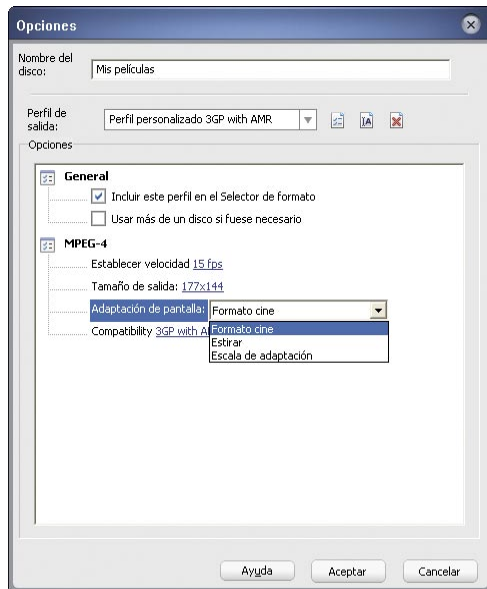 Opciones
Nombre del
disco:
Mis películas
Perfil de
salida:
Perfil personalizado 3GP with AMR
Opciones
General
Incluir este perfil en el Selector de formato
Usar más de un disco si fuese necesario
MPEG-4
Establecer velocidad 15 fps
Tamaño de salida: 177x144
Adaptación de pantalla: Formato cine
Compatibility 3GP with A
Formato cine
Estirar
Escala de adaptación
Ayuda
Aceptar
Cancelar